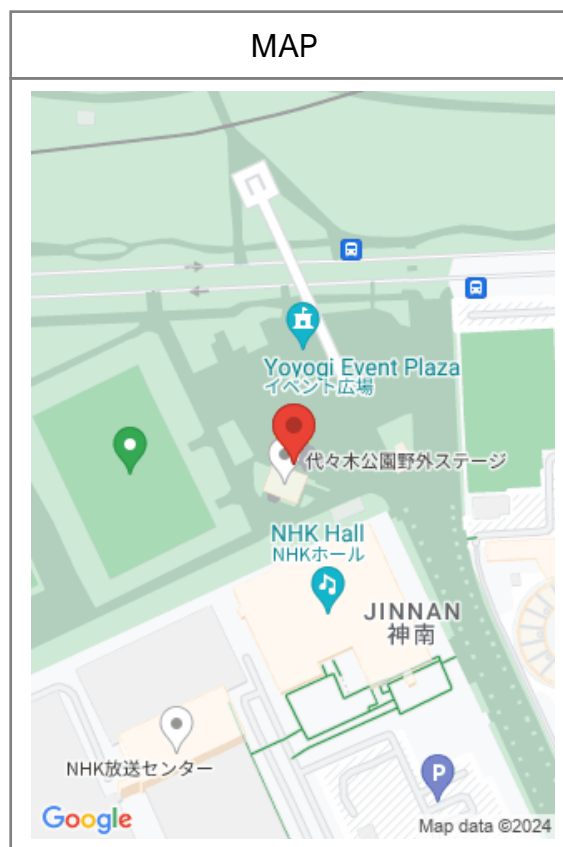 MAP
Yoyogi Event Plaza
イベント広場
代々木公園野外ステージ
NHK Hall
NHKホール
JINNAN
神南
NHK放送センター
P
Google
Map data ©2024